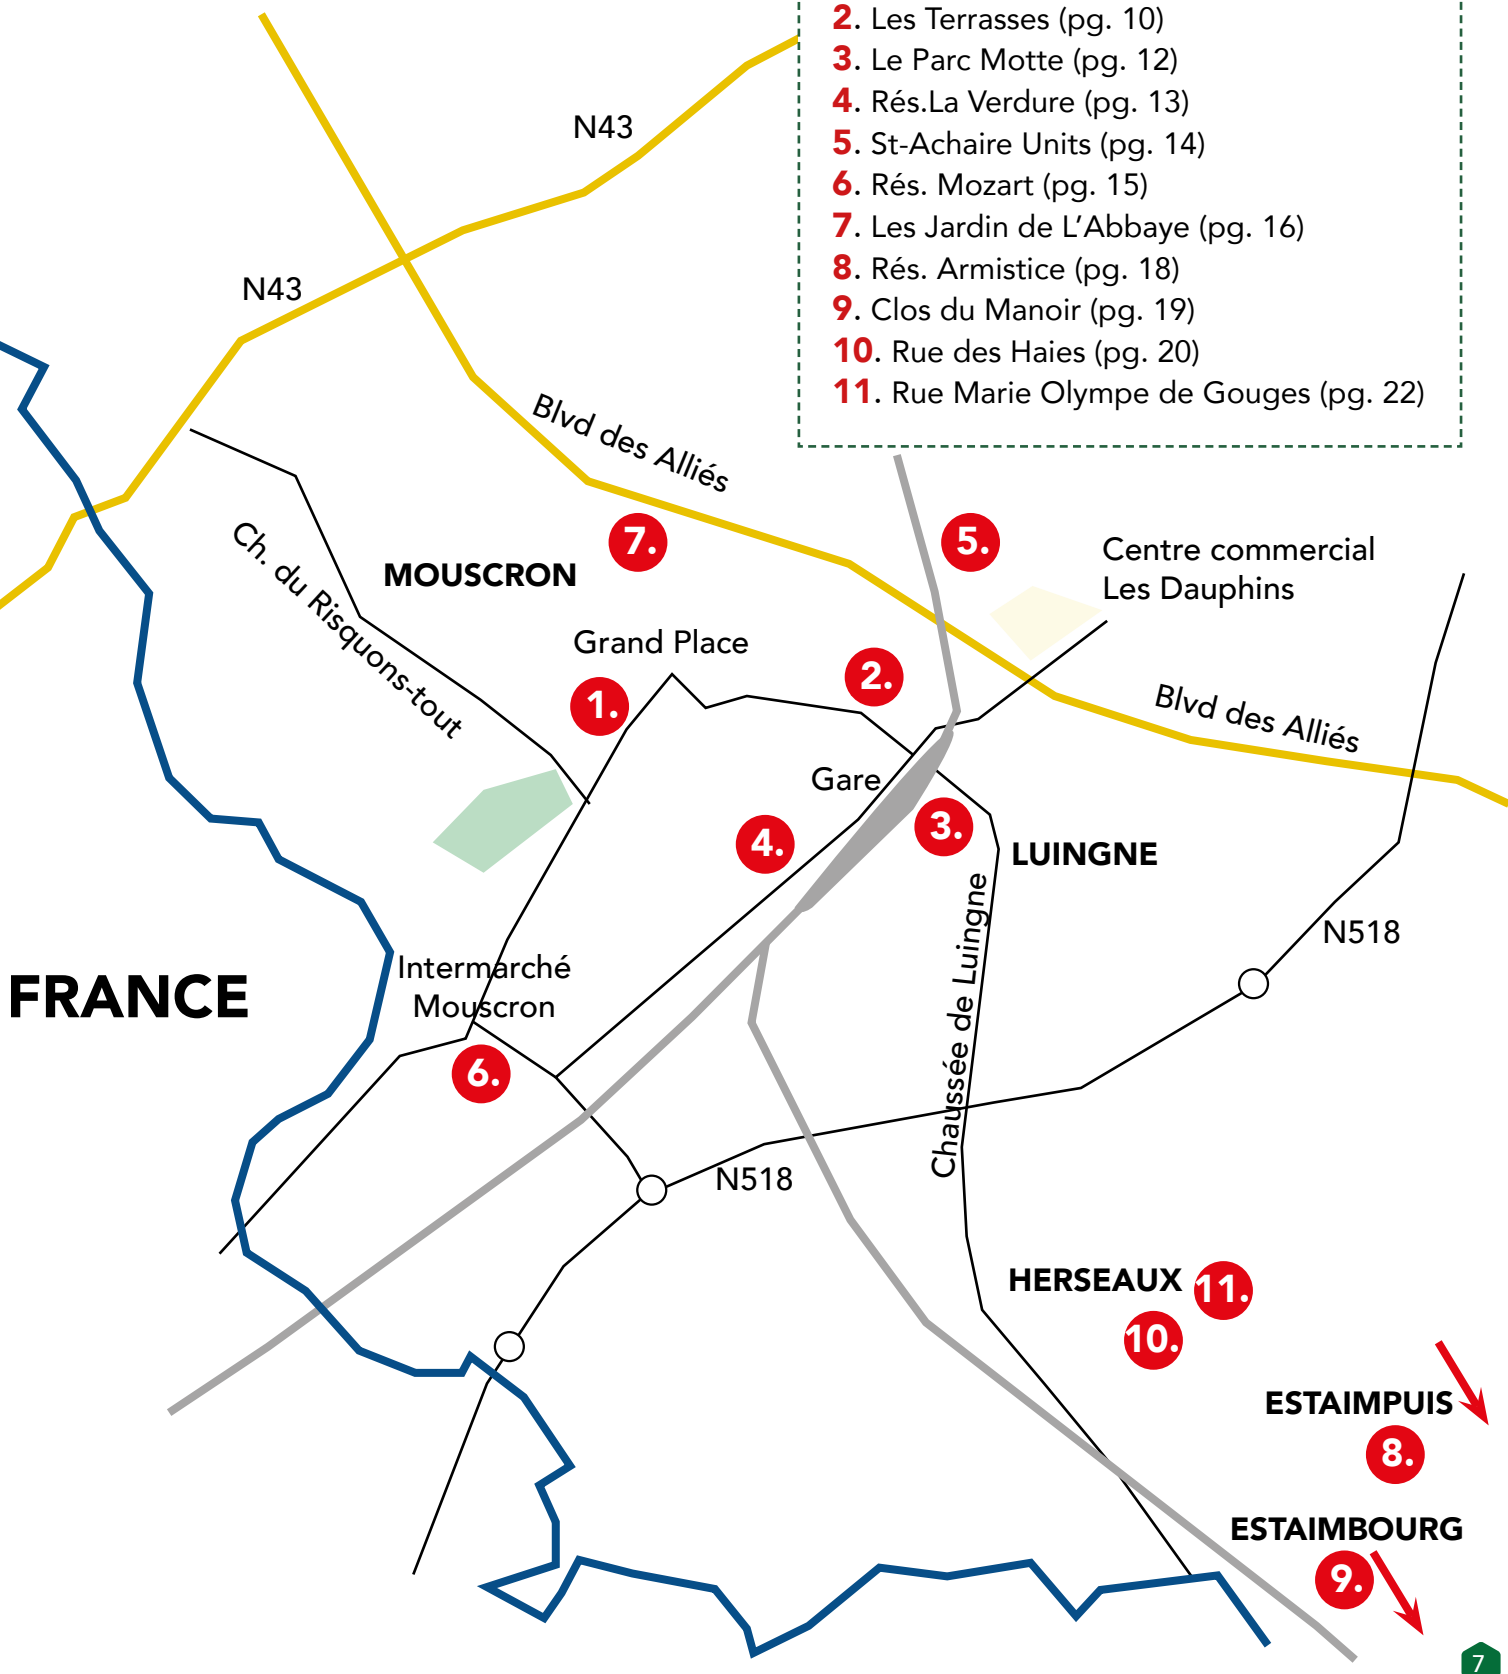 2. Les Terrasses (pg. 10)
3. Le Parc Motte (pg. 12)
4. Rés.La Verdure (pg. 13)
5. St-Achaire Units (pg. 14)
6. Rés. Mozart (pg. 15)
7. Les Jardin de L'Abbaye (pg. 16)
8. Rés. Armistice (pg. 18)
9. Clos du Manoir (pg. 19)
10. Rue des Haies (pg. 20)
11. Rue Marie Olympe de Gouges (pg. 22)
N43
N43
Blvd des Alliés
Ch. du Risquons-tout
MOUSCRON
7.
5.
Centre commercial
Les Dauphins
Grand Place
1.
2.
Blvd des Alliés
Gare
3.
4.
LUINGNE
Chaussée de Luingne
N518
FRANCE
Intermarché
Mouscron
6.
N518
HERSEAUX
11.
10.
ESTAIMPUIS
8.
ESTAIMBOURG
9.
7